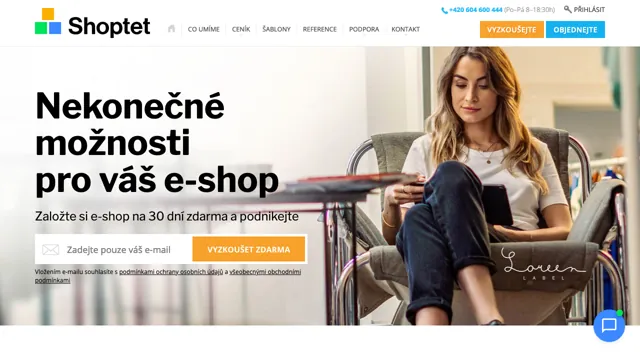 +420 604 600 444 (Po–Pá 8–18:30h)
PŘIHLÁSIT
Shoptet
CO UMÍME
CENÍK
ŠABLONY
REFERENCE
PODPORA
KONTAKT
VYZKOUŠEJTE
OBJEDNEJTE
Nekonečné
možnosti
pro váš e-shop
Založte si e-shop na 30 dní zdarma a podnikejte
Zadejte pouze váš e-mail
VYZKOUŠET ZDARMA
Vložením e-mailu souhlasíte s podmínkami ochrany osobních údajů a všeobecnými obchodními
podmínkami
Loreen
LABEL